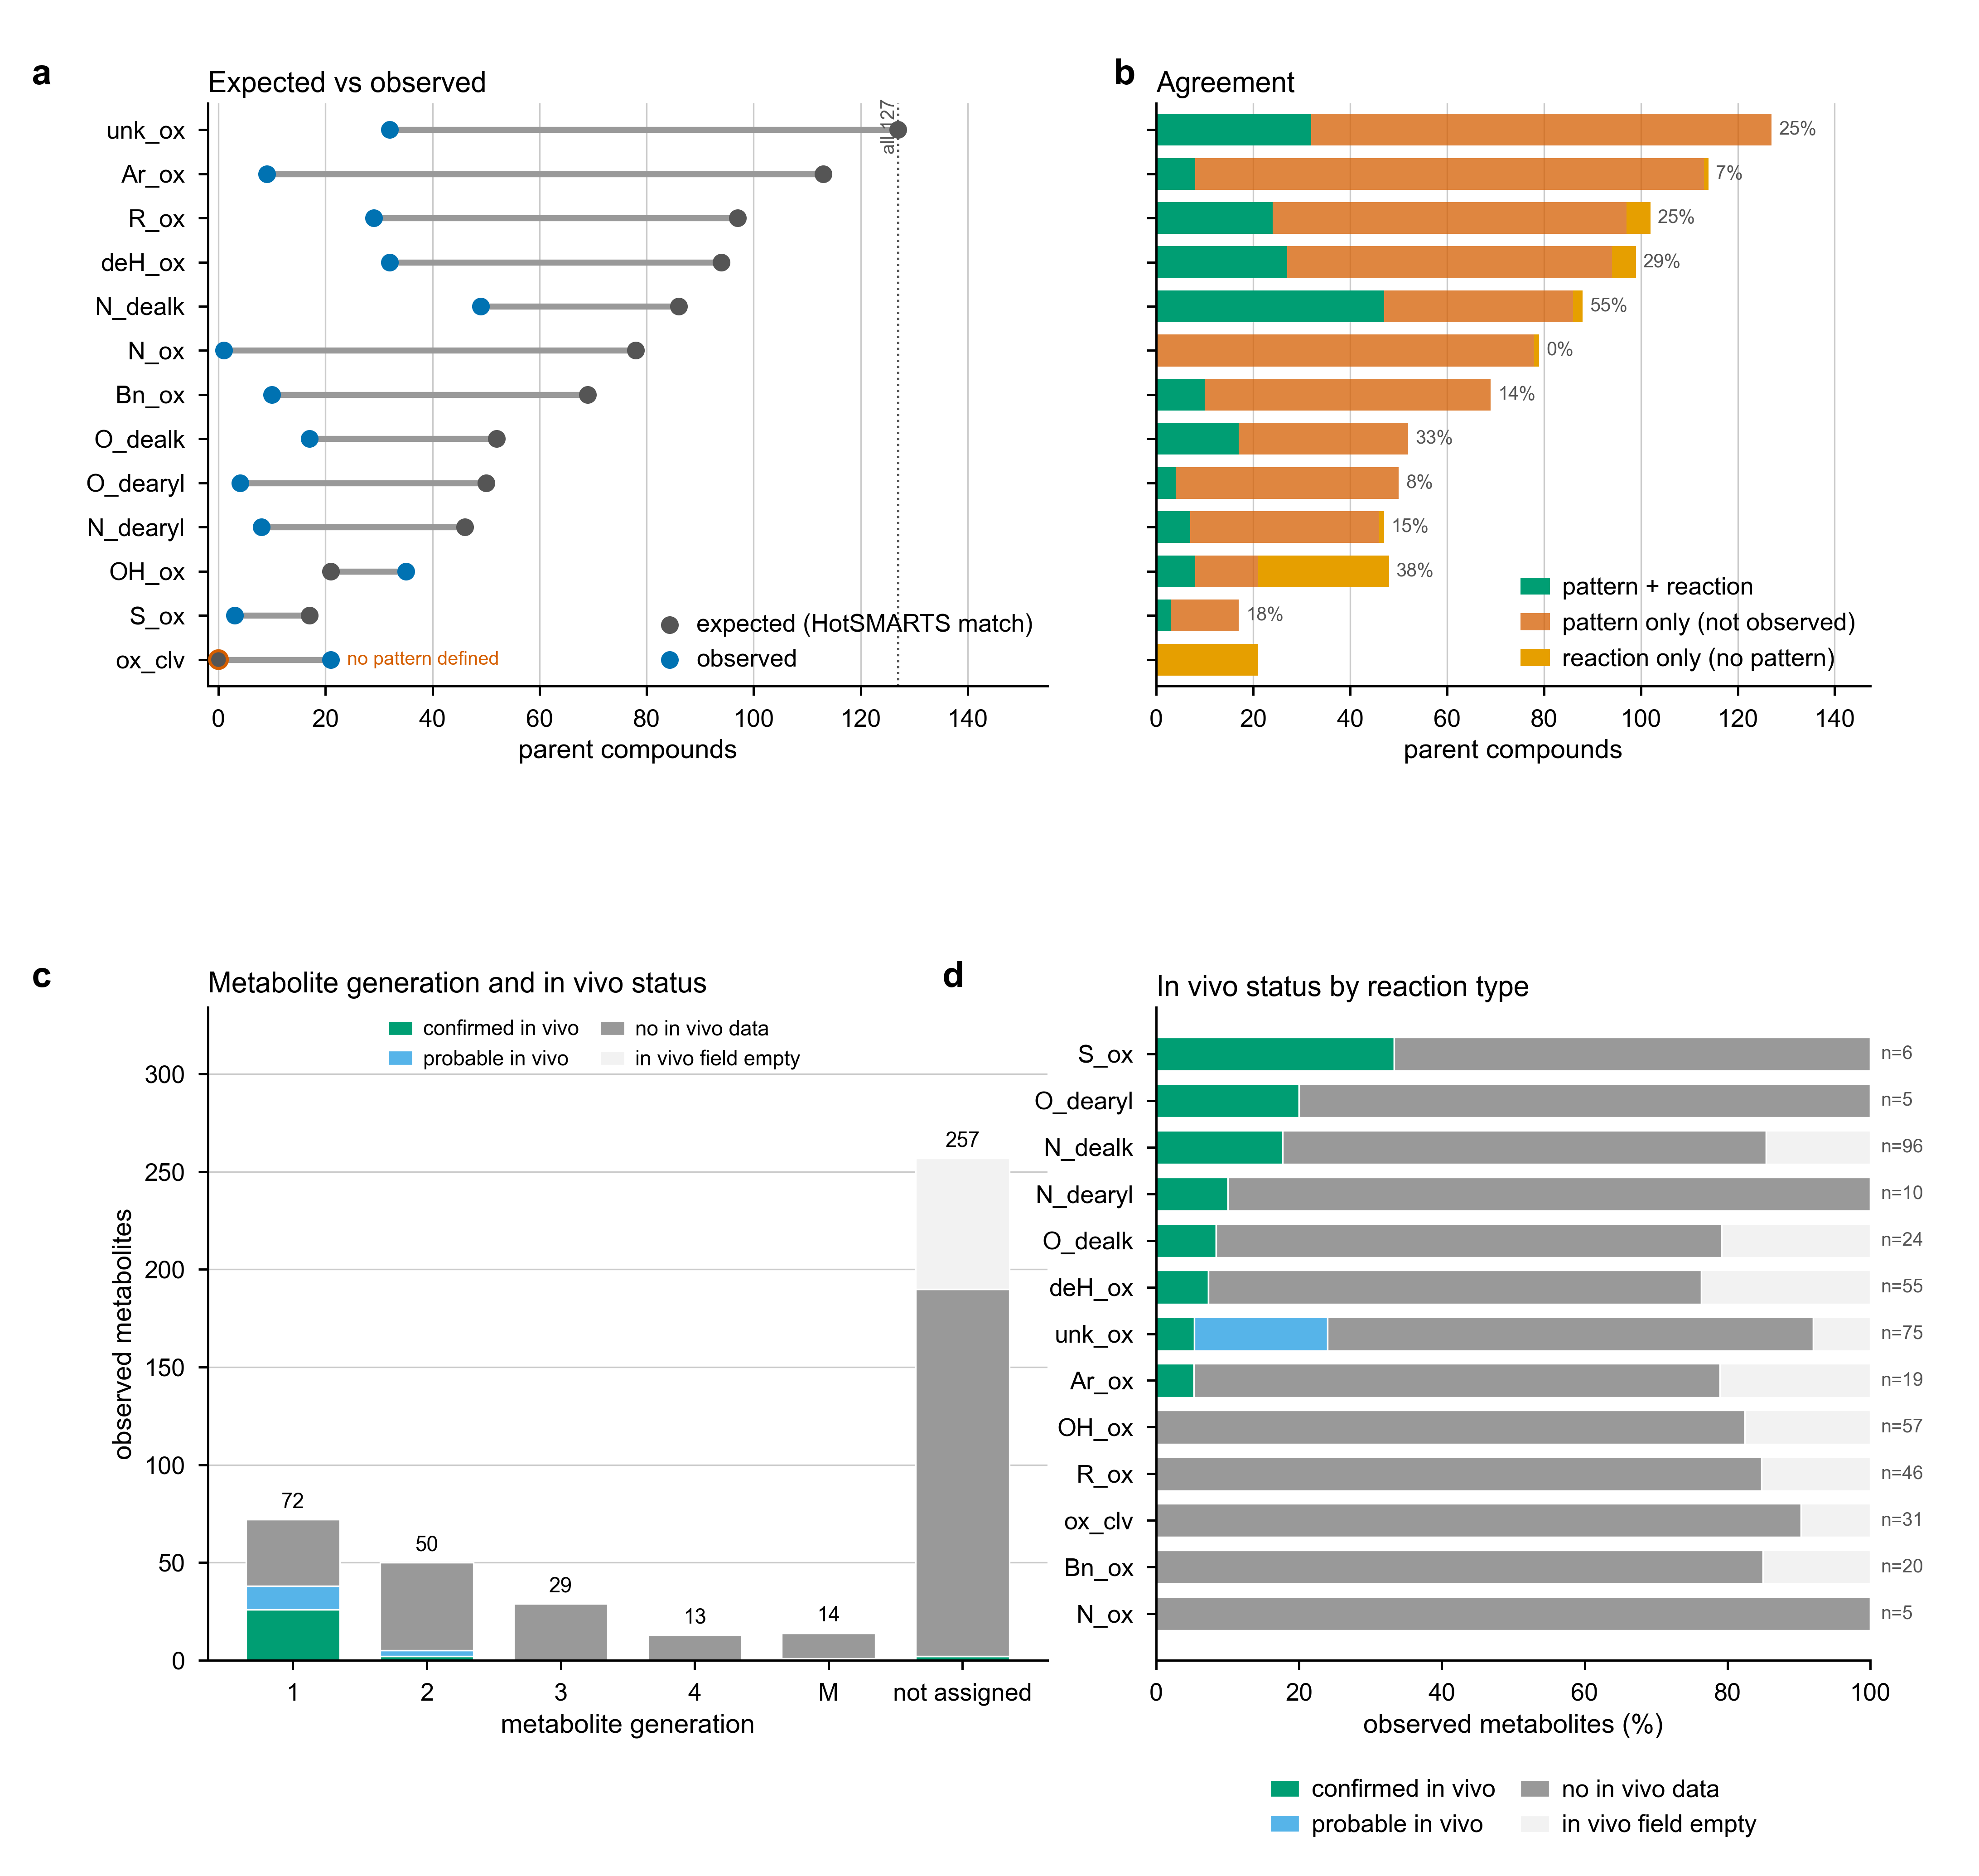 a
Expected vs observed
all 127
unk_ox
Ar_ox
R_ox
deH_ox
N_dealk
N_ox
Bn_ox
O_dealk
O_dearyl
N_dearyl
OH_ox
S_ox
ox_clv
no pattern defined
expected (HotSMARTS match)
observed
0 20 40 60 80 100 120 140
parent compounds
b
Agreement
25%
7%
25%
29%
55%
0%
14%
33%
8%
15%
38%
18%
pattern + reaction
pattern only (not observed)
reaction only (no pattern)
0 20 40 60 80 100 120 140
parent compounds
c
Metabolite generation and in vivo status
confirmed in vivo no in vivo data
probable in vivo in vivo field empty
observed metabolites
300
250
200
150
100
50
0
72 50 29 13 14 257
1 2 3 4 M not assigned
metabolite generation
d
In vivo status by reaction type
S_ox n=6
O_dearyl n=5
N_dealk n=96
N_dearyl n=10
O_dealk n=24
deH_ox n=55
unk_ox n=75
Ar_ox n=19
OH_ox n=57
R_ox n=46
ox_clv n=31
Bn_ox n=20
N_ox n=5
0 20 40 60 80 100
observed metabolites (%)
confirmed in vivo no in vivo data
probable in vivo in vivo field empty